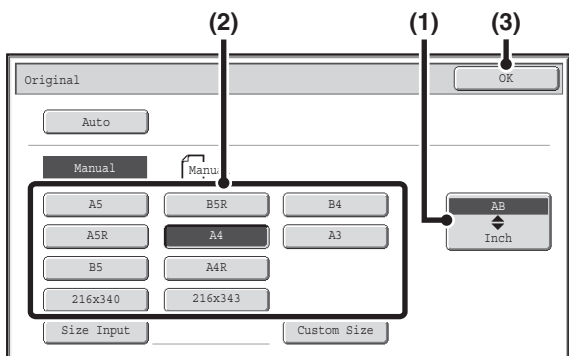 (2) (1) (3)
Original OK
Auto
Manual Manual
A5 B5R B4
A5R A4 A3
B5 A4R
216x340 216x343
AB
Inch
Size Input Custom Size